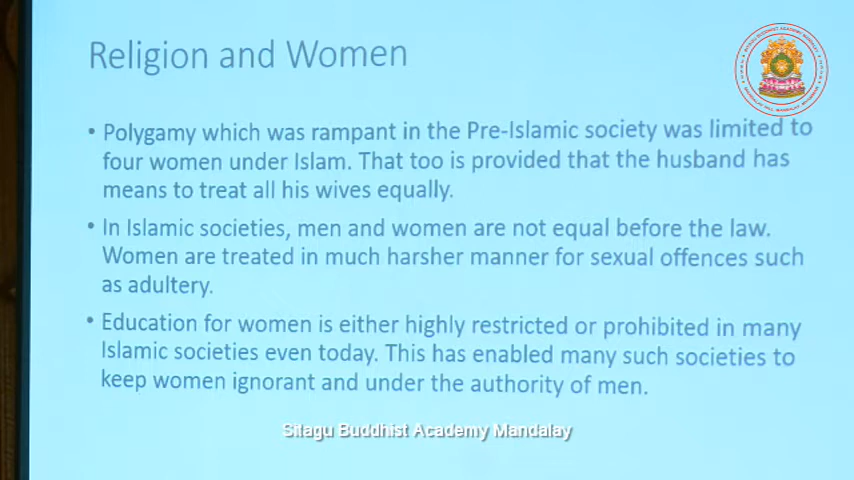 Religion and Women
• Polygamy which was rampant in the Pre-Islamic society was limited to
four women under Islam. That too is provided that the husband has
means to treat all his wives equally.
• In Islamic societies, men and women are not equal before the law.
Women are treated in much harsher manner for sexual offences such
as adultery.
• Education for women is either highly restricted or prohibited in many
Islamic societies even today. This has enabled many such societies to
keep women ignorant and under the authority of men.
Sitagu Buddhist Academy Mandalay